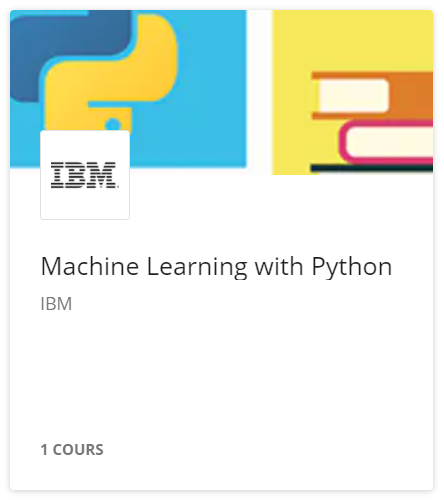 IBM
Machine Learning with Python
IBM
1 COURS